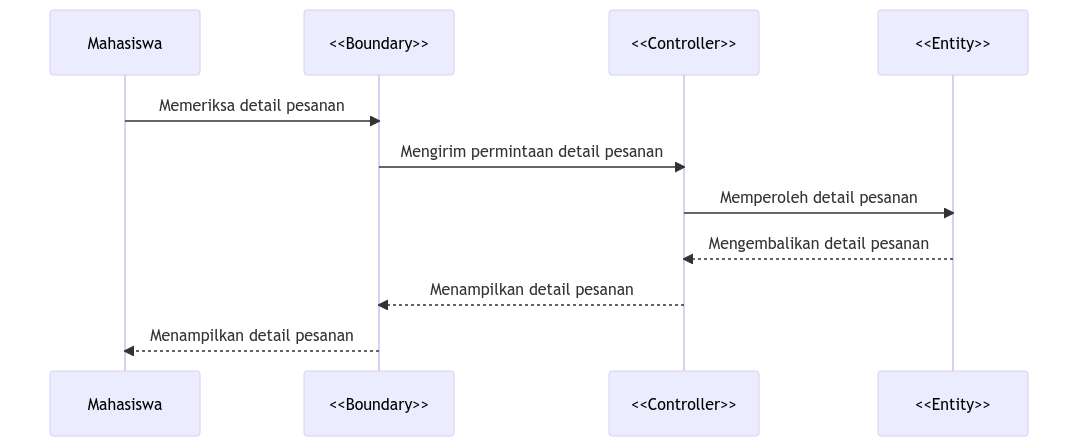 Mahasiswa
<<Boundary>>
<<Controller>>
<<Entity>>
Memeriksa detail pesanan
Mengirim permintaan detail pesanan
Memperoleh detail pesanan
Mengembalikan detail pesanan
Menampilkan detail pesanan
Menampilkan detail pesanan
Mahasiswa
<<Boundary>>
<<Controller>>
<<Entity>>